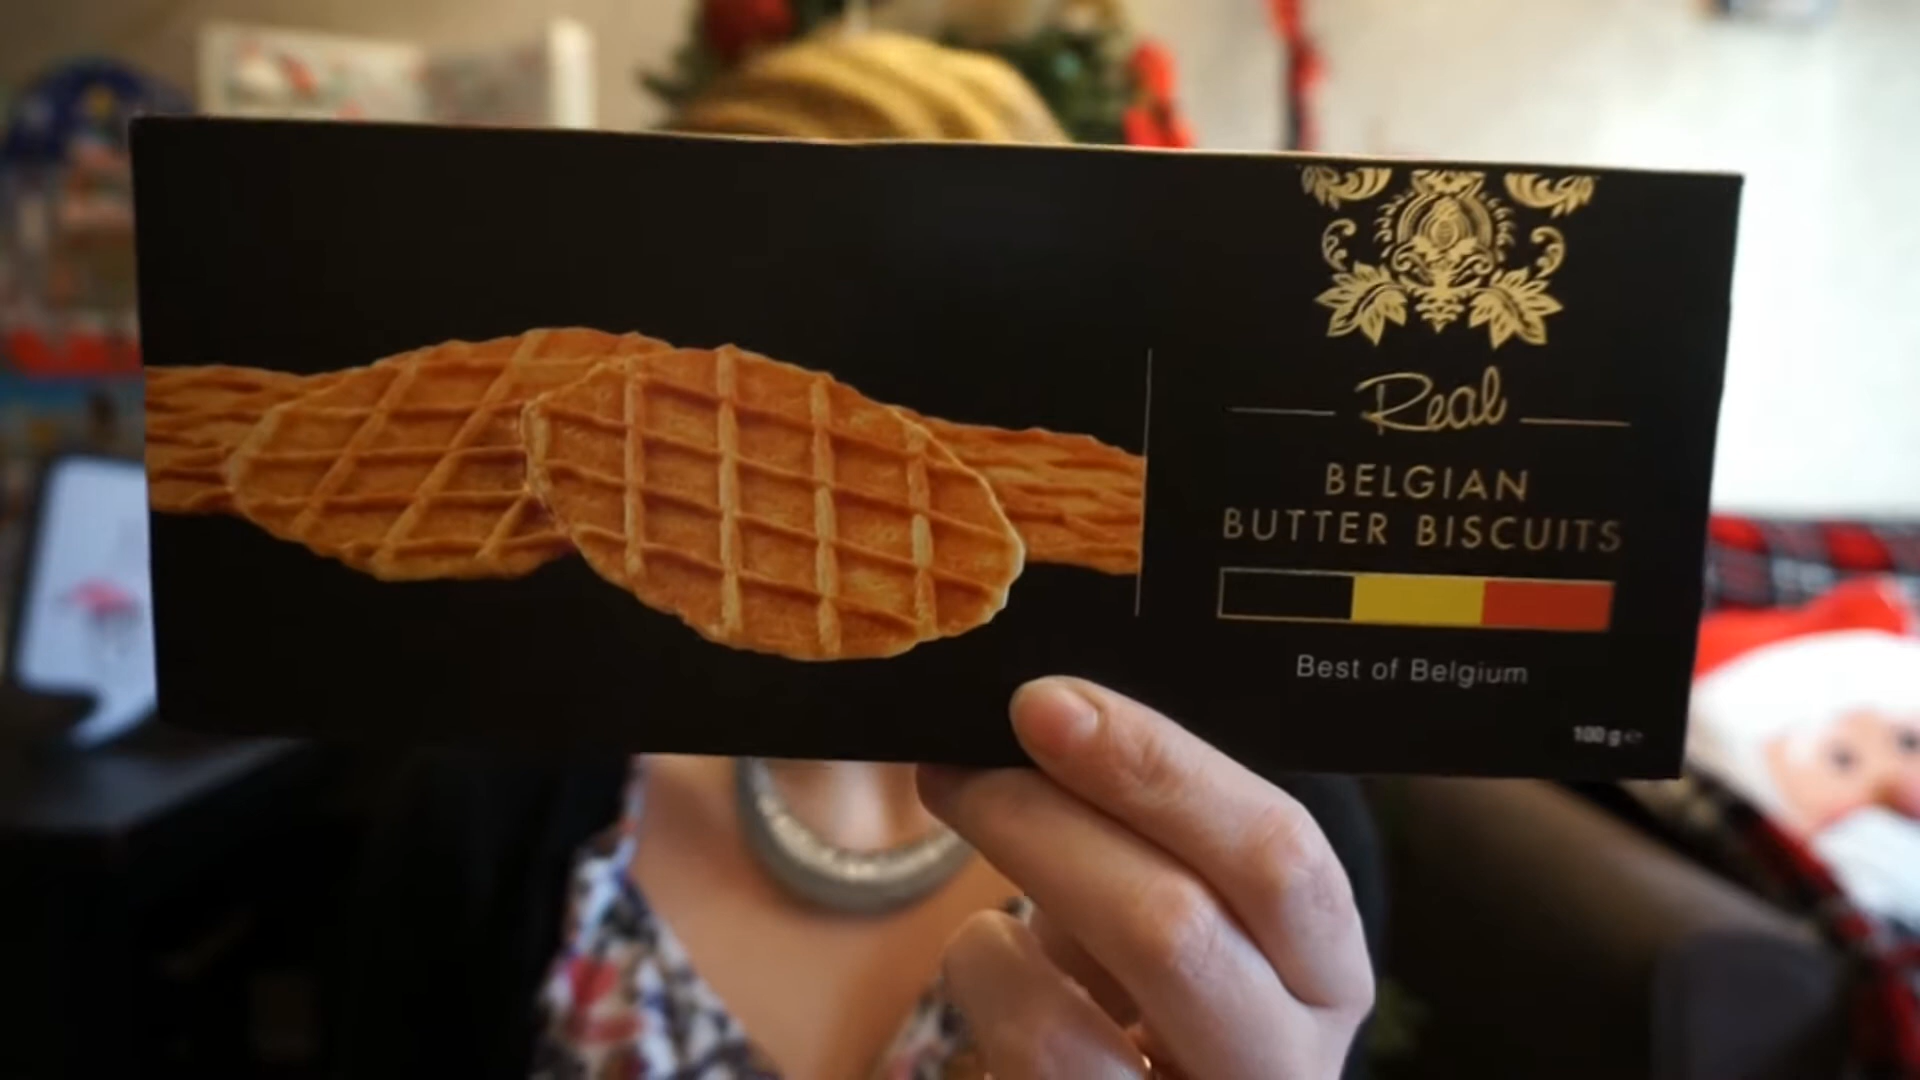 Real
BELGIAN
BUTTER BISCUITS
Best of Belgium
100 g ℮